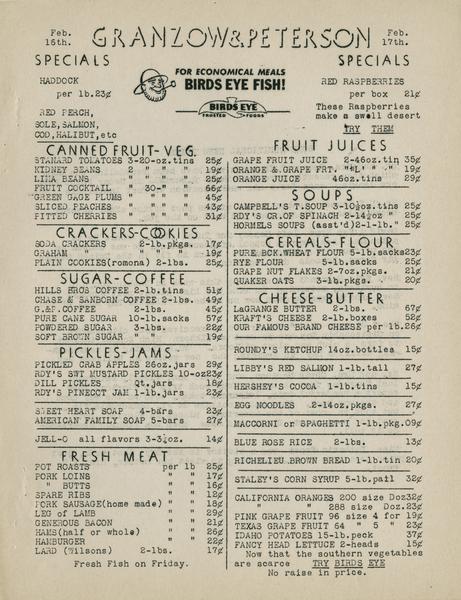 Feb. 16th.
GRANZOW & PETERSON
Feb. 17th.
SPECIALS
HADDOCK
per lb.23¢
RED PERCH,
SOLE, SALMON,
COD, HALIBUT, etc
FOR ECONOMICAL MEALS
BIRDS EYE FISH!
BIRDS EYE
FROSTED FOODS
SPECIALS
RED RASPBERRIES
per box 21¢
These Raspberries
make a swell desert
TRY THEM
CANNED FRUIT-VEG.
STANARD TOLATOES 3-20-oz.tins 25¢
KIDNEY BEANS 2 " " " 19¢
LIMA BEANS " " " " 25¢
FRUIT COCKTAIL " 30-" " 66¢
GREEN GAGE PLUMS " " " " 45¢
SLICED PEACHES " " " " 43¢
PITTED CHERRIES " " " " 31¢
CRACKERS-COOKIES
SODA CRACKERS 2-lb.pkgs. 17¢
GRAHAM " " " " 19¢
PLAIN COOKIES(romona) 2-lbs. 25¢
SUGAR-COFFEE
HILLS BROS COFFEE 2-lb.tins 51¢
CHASE & SANBORN COFFEE 2-lbs. 49¢
G.&P. COFFEE 2-lbs. 45¢
PURE CANE SUGAR 10-lb.sacks 57¢
POWDERED SUGAR 3-lbs. 22¢
SOFT BROWN SUGAR " " 19¢
PICKLES-JAMS
PICKLED CRAB APPLES 26oz.jars 29¢
RDY'S SWT MUSTARD PICKLES 10-oz23¢
DILL PICKLES Qt.jars 16¢
RDY'S PINECCT JAM 1-lb.jars 23¢
SWEET HEART SOAP 4-bars 23¢
AMERICAN FAMILY SOAP 5-bars 27¢
JELL-O all flavors 3-3¼oz. 14¢
FRESH MEAT
POT ROASTS per lb 25¢
PORK LOINS " " 17¢
" BUTTS " " 16¢
SPARE RIBS " " 12¢
PORK SAUSAGE(home made) " " 18¢
LEG of LAMB " " 29¢
GENEROUS BACON " " 21¢
HAMS(half or whole) " " 26¢
HAMBURGER " " 22¢
LARD (Wilsons) 2-lbs. 17¢
Fresh Fish on Friday.
FRUIT JUICES
GRAPE FRUIT JUICE 2-46oz.tin 35¢
ORANGE & GRAPE FRT. "" " 19¢
ORANGE JUICE 46oz.tins 29¢
SOUPS
CAMPBELL'S T.SOUP 3-10½oz.tins 25¢
RDY'S CR.OF SPINACH 2-14½oz " 25¢
HORMELS SOUPS (asst'd)2-1-lb." 25¢
CEREALS-FLOUR
PURE BCK.WHEAT FLOUR 5-lb.sacks23¢
RYE FLOUR 5-lb.sacks 25¢
GRAPE NUT FLAKES 2-7oz.pkgs. 21¢
QUAKER OATS 3-lb.pkgs. 20¢
CHEESE-BUTTER
LaGRANGE BUTTER 2-lbs. 67¢
KRAFT'S CHEESE 2-lb.boxes 52¢
OUR FAMOUS BRAND CHEESE per lb.26¢
ROUNDY'S KETCHUP 14oz.bottles 15¢
LIBBY'S RED SALMON 1-lb.tall 27¢
HERSHEY'S COCOA 1-lb.tins 15¢
EGG NOODLES 2-14oz.pkgs. 27¢
MACCORNI or SPAGHETTI 1-lb.pkg.09¢
BLUE ROSE RICE 2-lbs. 13¢
RICHELIEU BROWN BREAD 1-lb.tin 20¢
STALEY'S CORN SYRUP 5-lb.pail 32¢
CALIFORNIA ORANGES 200 size Doz32¢
" " 288 size Doz.23¢
PINK GRAPE FRUIT 96 size 4 for 19¢
TEXAS GRAPE FRUIT 64 " 5 " 23¢
IDAHO POTATOES 15-lb.peck 37¢
FANCY HEAD LETTUCE 2-heads 15¢
Now that the southern vegetables
are scarce TRY BIRDS EYE
No raise in price.